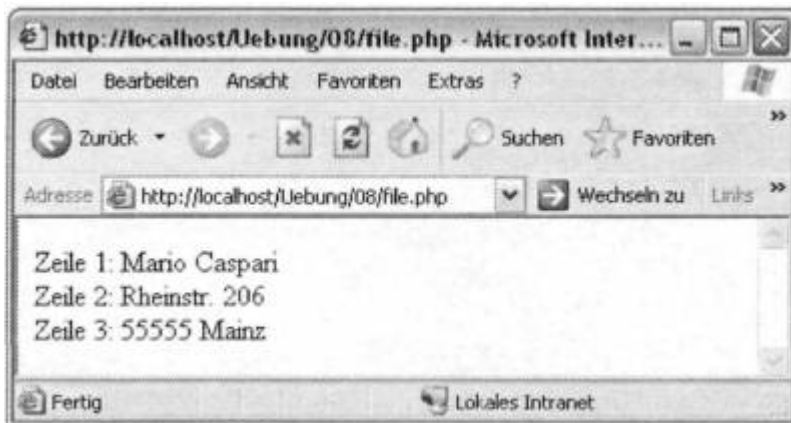 http://localhost/Uebung/08/file.php - Microsoft Inter...
Datei Bearbeiten Ansicht Favoriten Extras ?
Zurück Suchen Favoriten »
Adresse http://localhost/Uebung/08/file.php Wechseln zu Links »
Zeile 1: Mario Caspari
Zeile 2: Rheinstr. 206
Zeile 3: 55555 Mainz
Fertig Lokales Intranet